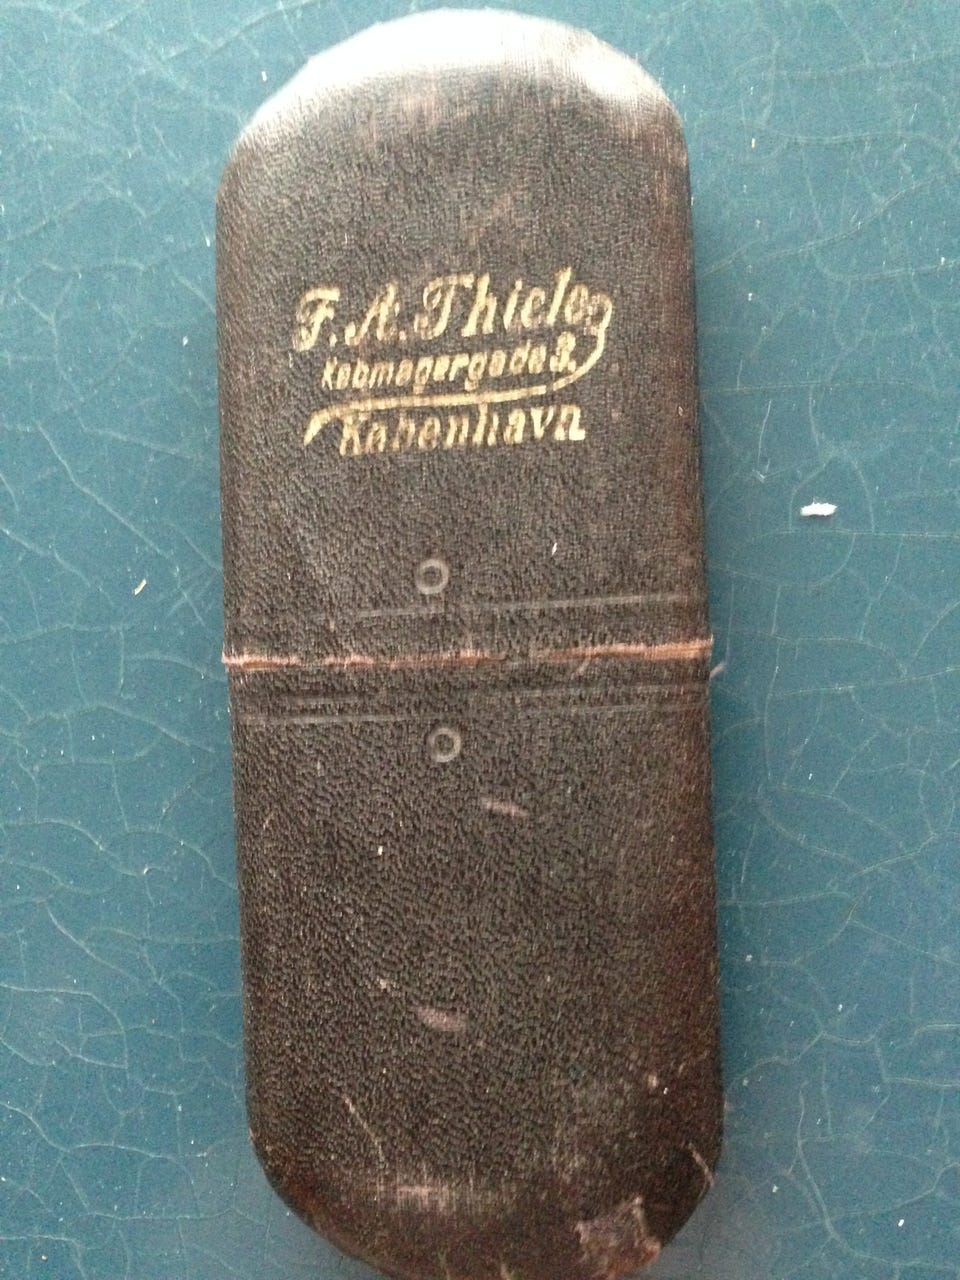 F. A. Thiele
Købmagergade 3.
København